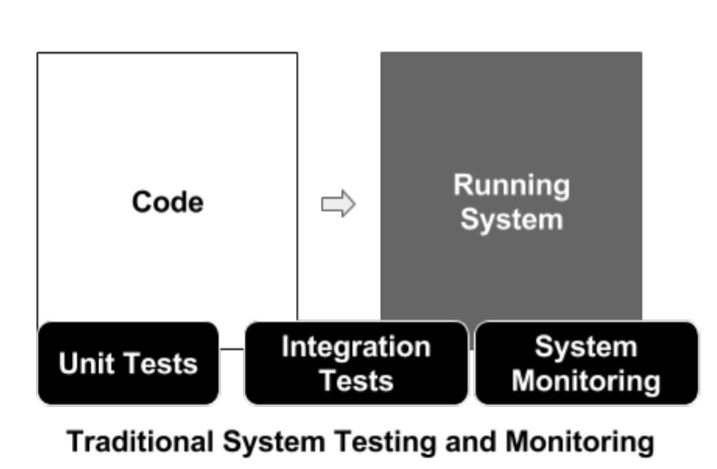 Code
Running
System
Unit Tests
Integration
Tests
System
Monitoring
Traditional System Testing and Monitoring